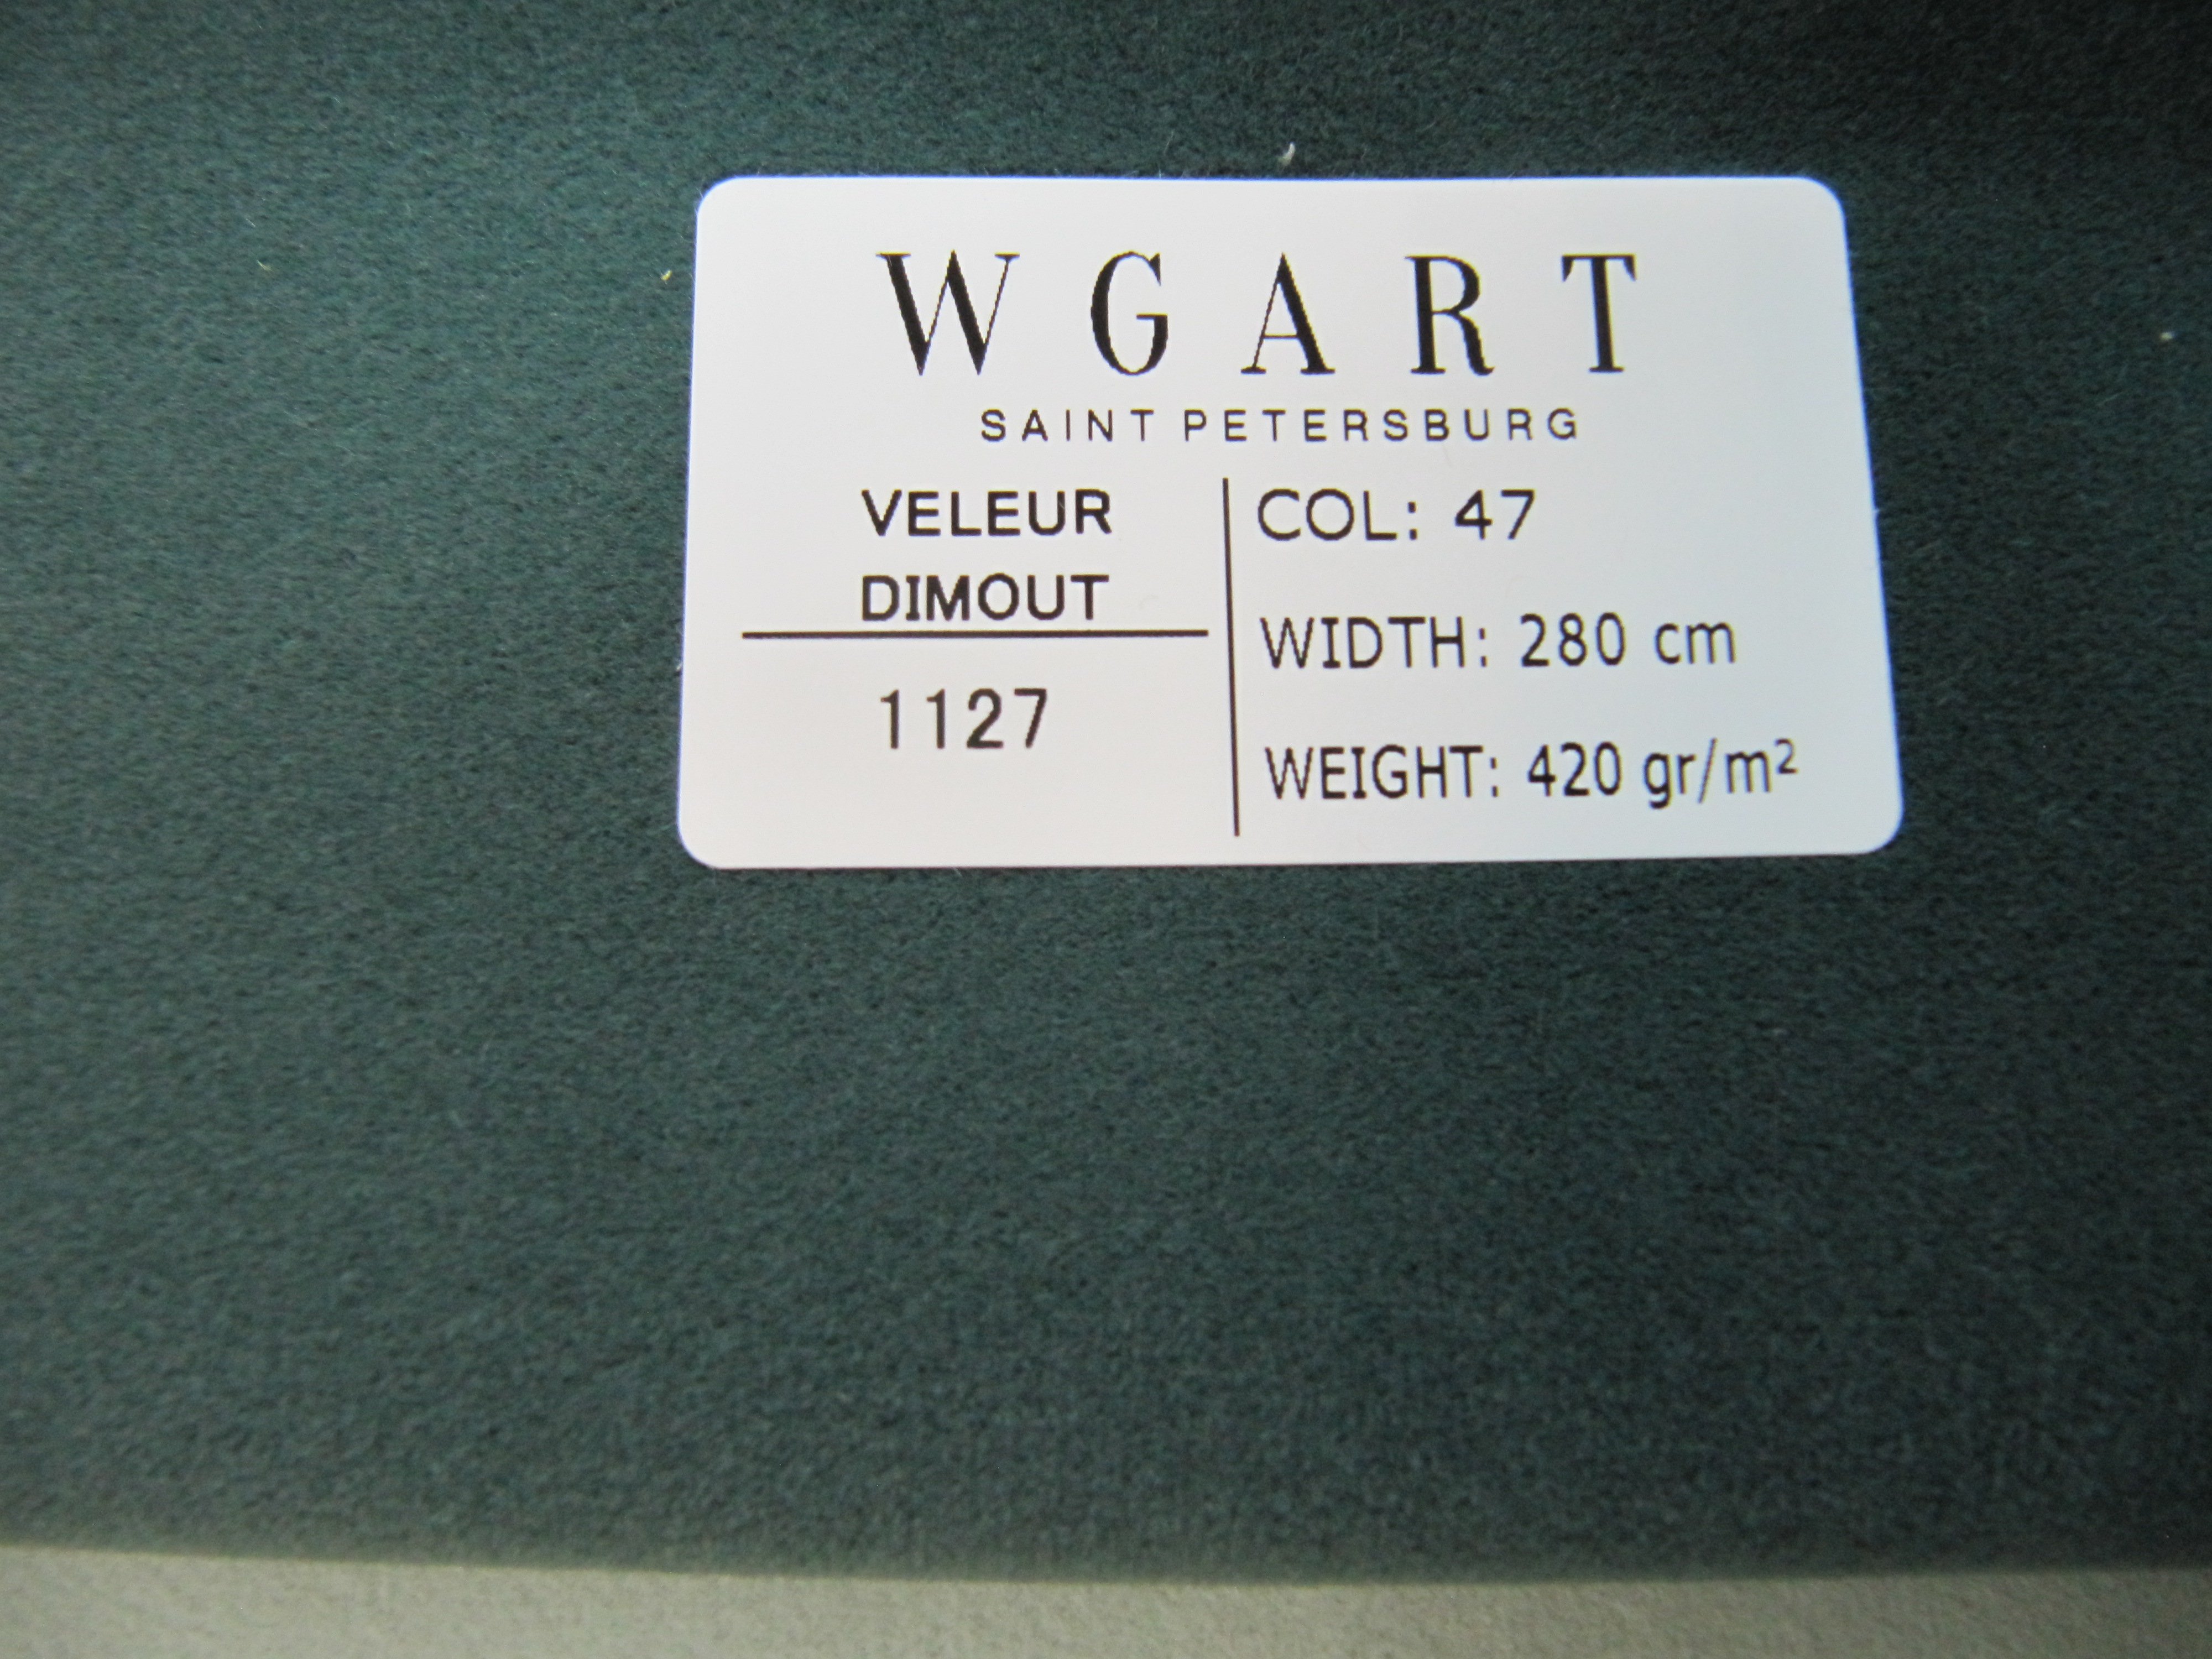 WGART
SAINT PETERSBURG
VELEUR
DIMOUT
1127
COL: 47
WIDTH: 280 cm
WEIGHT: 420 gr/m²